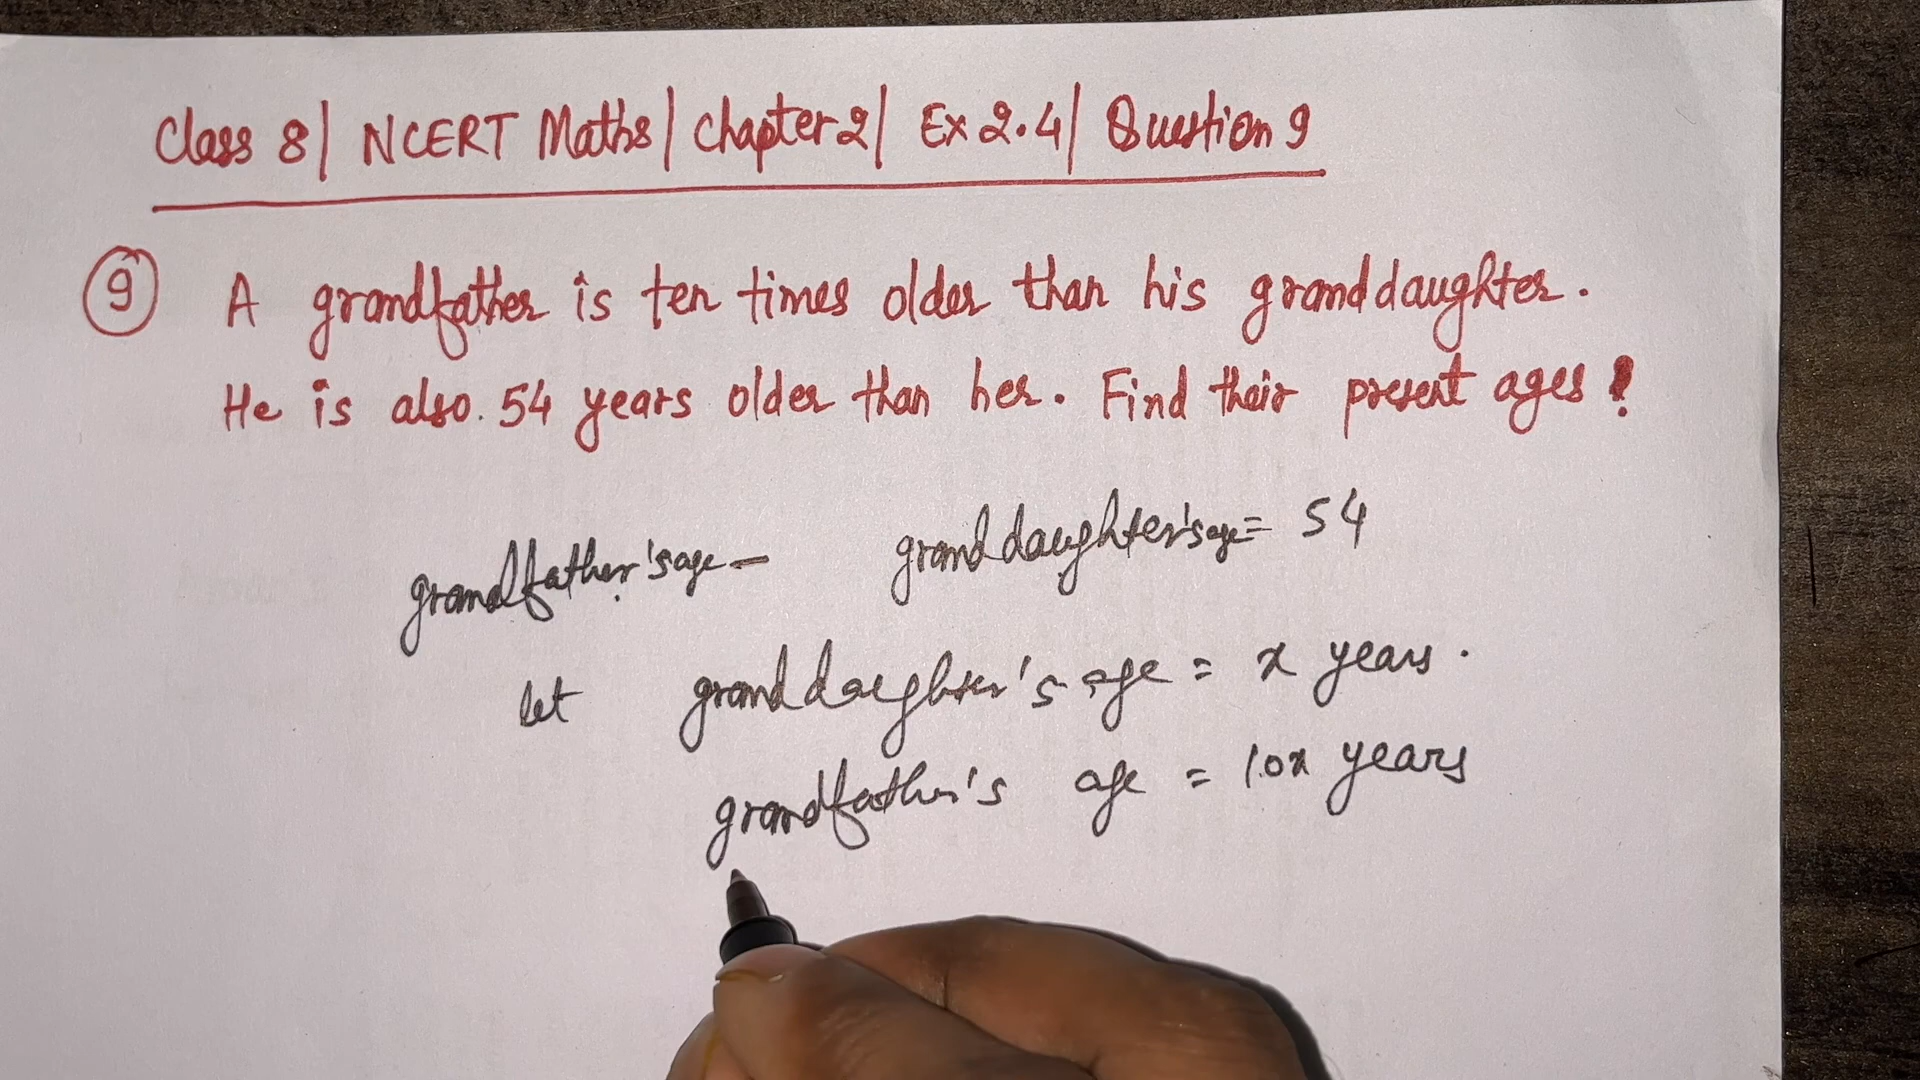 Class 8| NCERT Maths| chapter 2| Ex 2.4| Question 9
9 A grandfather is ten times older than his granddaughter.
He is also. 54 years older than her. Find their present ages?
grandfather's age - granddaughter's age = 54
let granddaughter's age = x years.
grandfather's age = 10x years